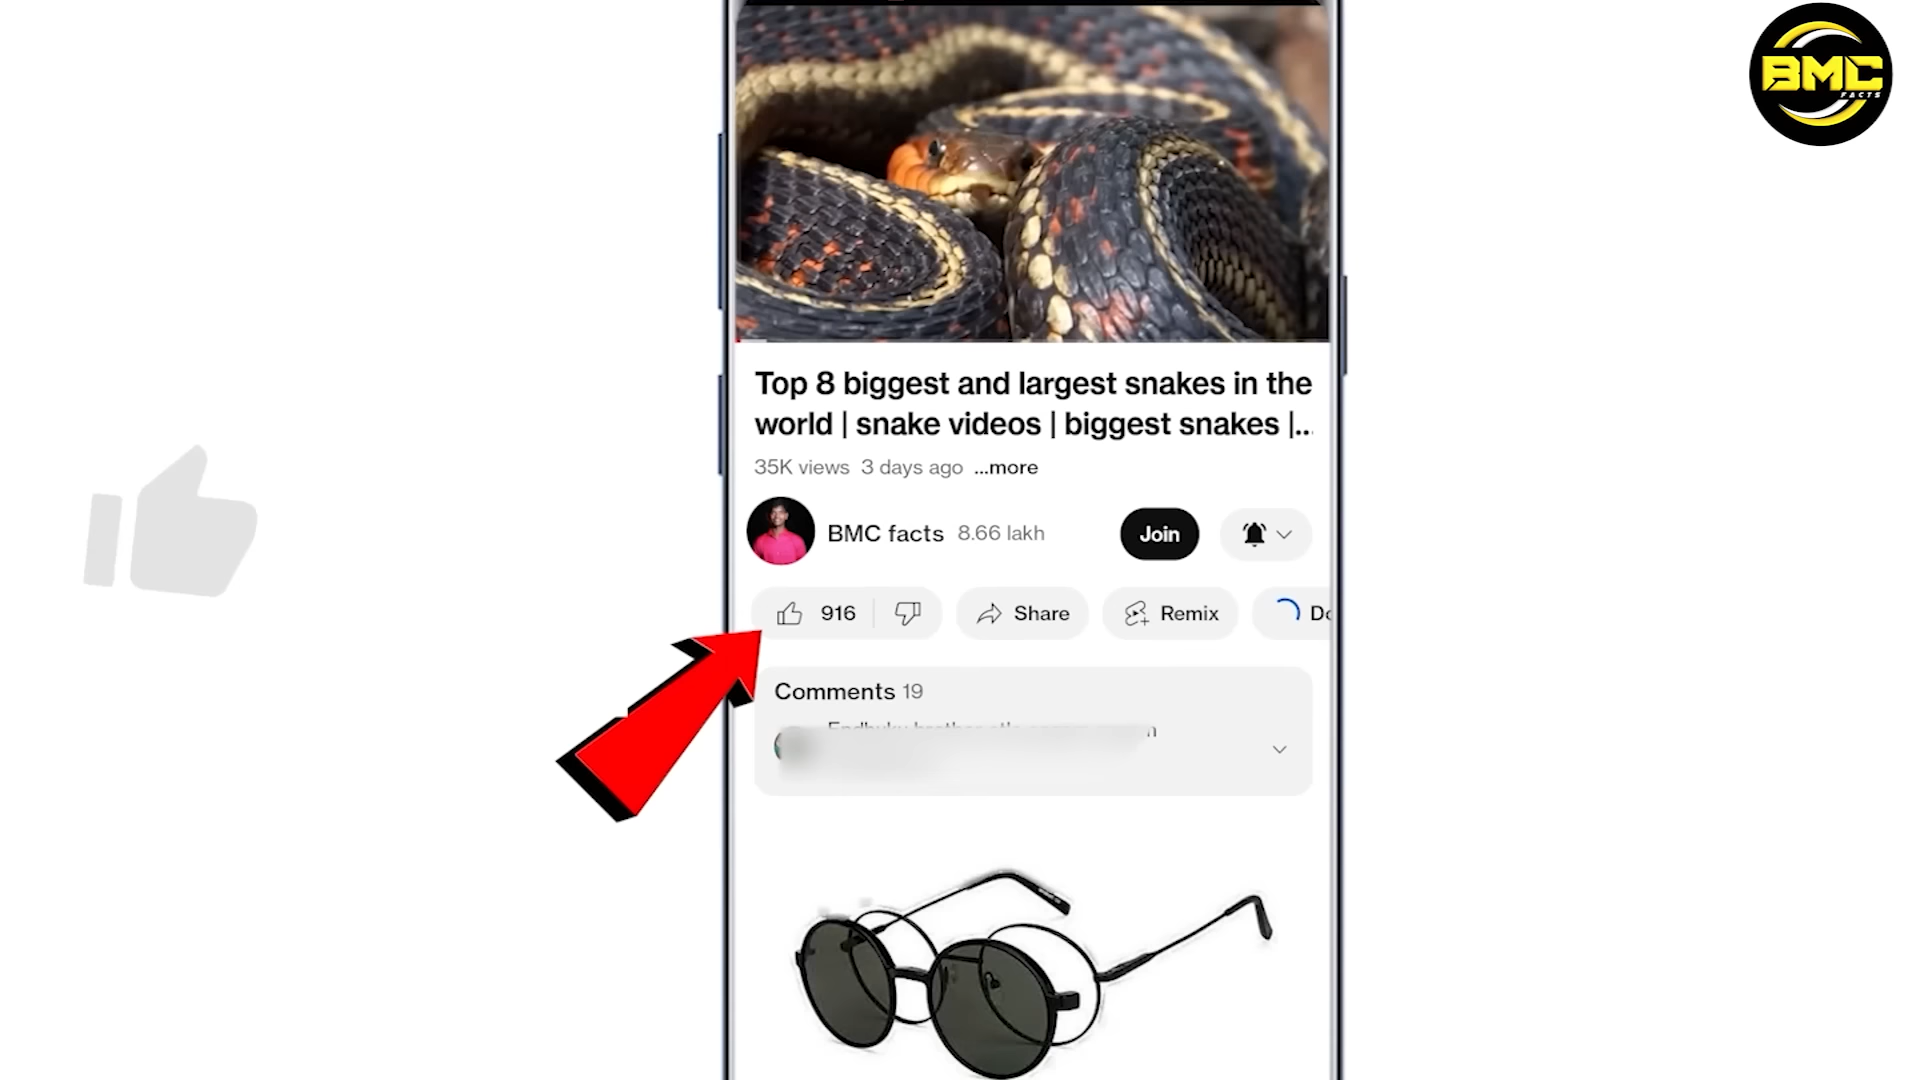 BMC
FACTS
Top 8 biggest and largest snakes in the
world | snake videos | biggest snakes |...
35K views 3 days ago ...more
BMC facts 8.66 lakh
Join
916
Share
Remix
Do
Comments 19